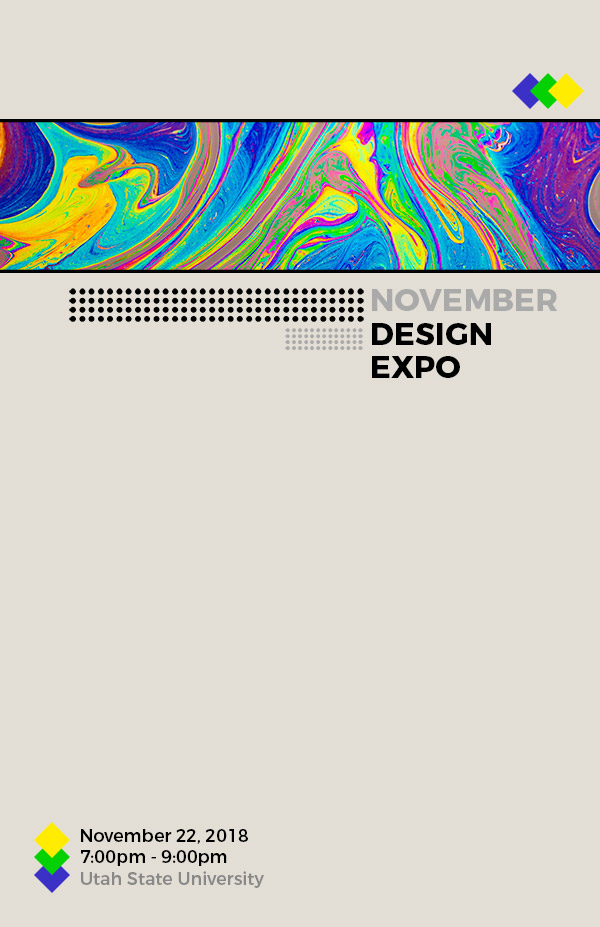 NOVEMBER
DESIGN
EXPO
November 22, 2018
7:00pm - 9:00pm
Utah State University